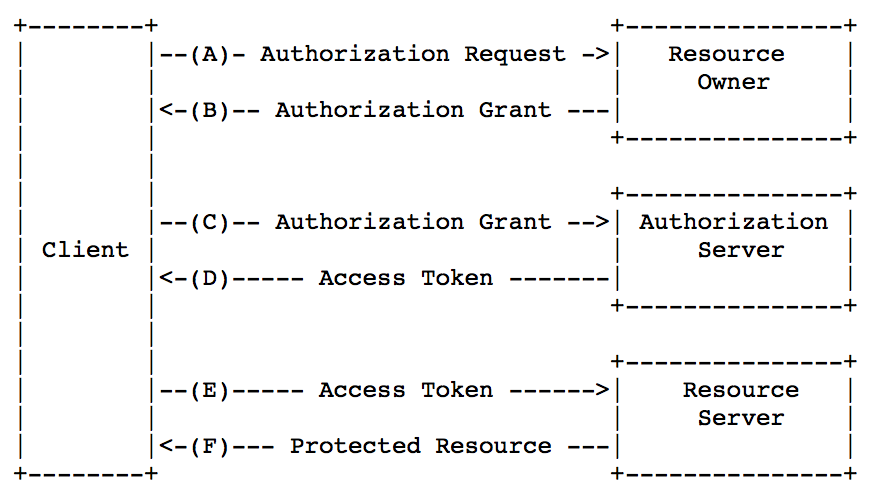 +--------+                               +---------------+
|        |--(A)- Authorization Request ->|   Resource    |
|        |                               |     Owner     |
|        |<-(B)-- Authorization Grant ---|               |
|        |                               +---------------+
|        |
|        |                               +---------------+
|        |--(C)-- Authorization Grant -->| Authorization |
| Client |                               |     Server    |
|        |<-(D)----- Access Token -------|               |
|        |                               +---------------+
|        |
|        |                               +---------------+
|        |--(E)----- Access Token ------>|    Resource   |
|        |                               |     Server    |
|        |<-(F)--- Protected Resource ---|               |
+--------+                               +---------------+